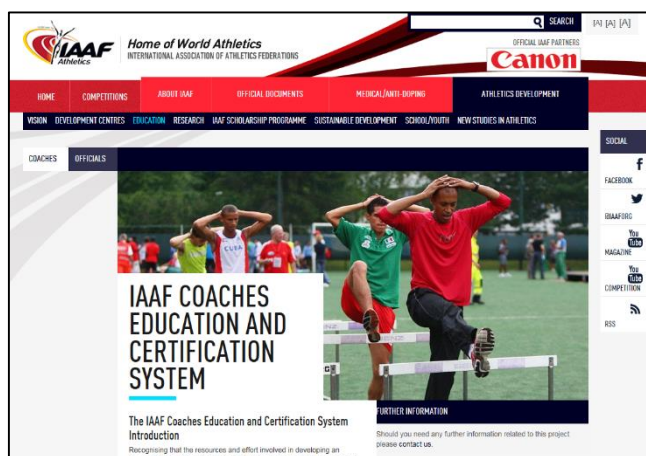 SEARCH
[A] [A] [A]
IAAF
Athletics
Home of World Athletics
INTERNATIONAL ASSOCIATION OF ATHLETICS FEDERATIONS
OFFICIAL IAAF PARTNERS
Canon
HOME COMPETITIONS ABOUT IAAF OFFICIAL DOCUMENTS MEDICAL/ANTI-DOPING ATHLETICS DEVELOPMENT
VISION DEVELOPMENT CENTRES EDUCATION RESEARCH IAAF SCHOLARSHIP PROGRAMME SUSTAINABLE DEVELOPMENT SCHOOL/YOUTH NEW STUDIES IN ATHLETICS
COACHES OFFICIALS
CUBA
IAAF COACHES
EDUCATION AND
CERTIFICATION
SYSTEM
The IAAF Coaches Education and Certification System
Introduction
Recognising that the resources and effort involved in developing an
FURTHER INFORMATION
Should you need any further information related to this project
please contact us.
SOCIAL
FACEBOOK
@IAAFORG
You
Tube
MAGAZINE
You
Tube
COMPETITION
RSS